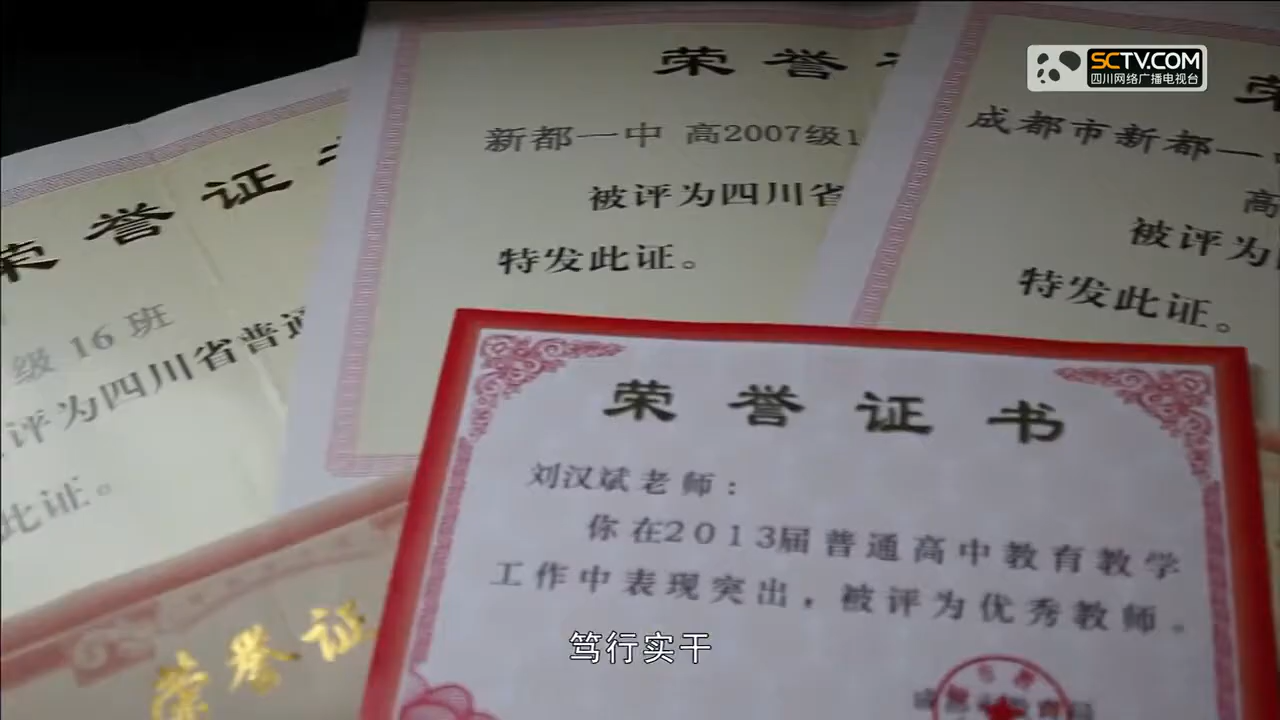 SCTV.COM
四川网络广播电视台
荣誉证
级 16 班
评为四川省普通
此证。
荣誉
新都一中 高2007级1
被评为四川省
特发此证。
荣
成都市新都一
高
被评为
特发此证。
荣誉证
荣誉证书
刘汉斌老师：
你在2013届普通高中教育教学
工作中表现突出，被评为优秀教师。
笃行实干